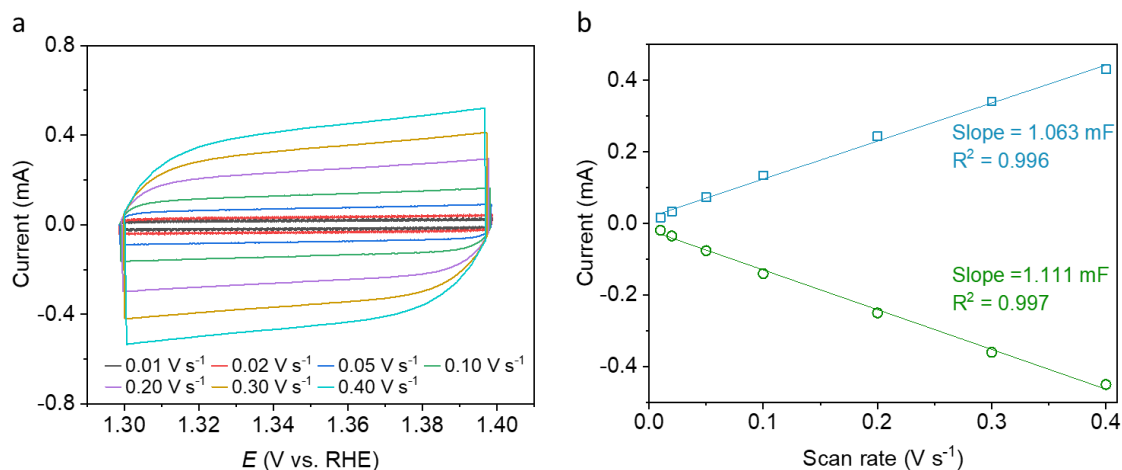 a
0.8
0.4
0.0
-0.4
-0.8
Current (mA)
0.01 V s⁻¹ 0.02 V s⁻¹ 0.05 V s⁻¹ 0.10 V s⁻¹
0.20 V s⁻¹ 0.30 V s⁻¹ 0.40 V s⁻¹
1.30 1.32 1.34 1.36 1.38 1.40
E (V vs. RHE)
b
0.4
0.2
0.0
-0.2
-0.4
Current (mA)
Slope = 1.063 mF
R² = 0.996
Slope =1.111 mF
R² = 0.997
0.0 0.1 0.2 0.3 0.4
Scan rate (V s⁻¹)